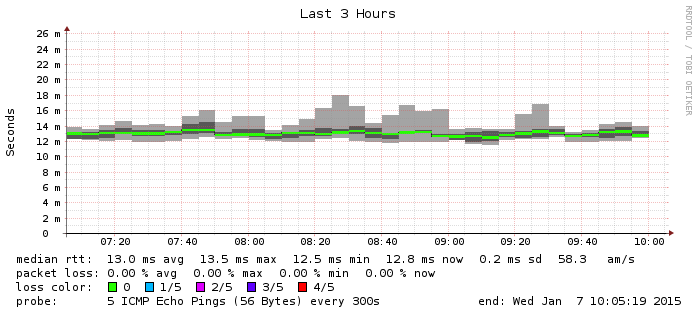 Last 3 Hours
RRDTOOL / TOBI OETIKER
Seconds
26 m
24 m
22 m
20 m
18 m
16 m
14 m
12 m
10 m
8 m
6 m
4 m
2 m
0
07:20 07:40 08:00 08:20 08:40 09:00 09:20 09:40 10:00
median rtt: 13.0 ms avg 13.5 ms max 12.5 ms min 12.8 ms now 0.2 ms sd 58.3 am/s
packet loss: 0.00 % avg 0.00 % max 0.00 % min 0.00 % now
loss color: 0 1/5 2/5 3/5 4/5
probe: 5 ICMP Echo Pings (56 Bytes) every 300s end: Wed Jan 7 10:05:19 2015